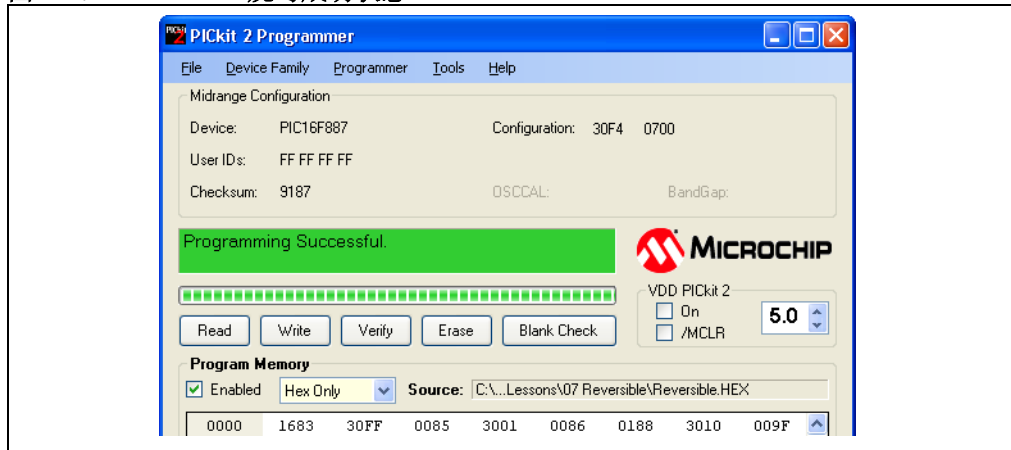 PICkit 2 Programmer
File Device Family Programmer Tools Help
Midrange Configuration
Device: PIC16F887 Configuration: 30F4 0700
User IDs: FF FF FF FF
Checksum: 9187 OSCCAL: BandGap:
Programming Successful.
MICROCHIP
VDD PICkit 2
On
/MCLR
5.0
Read Write Verify Erase Blank Check
Program Memory
Enabled Hex Only Source: C:\...Lessons\07 Reversible\Reversible.HEX
0000 1683 30FF 0085 3001 0086 0188 3010 009F